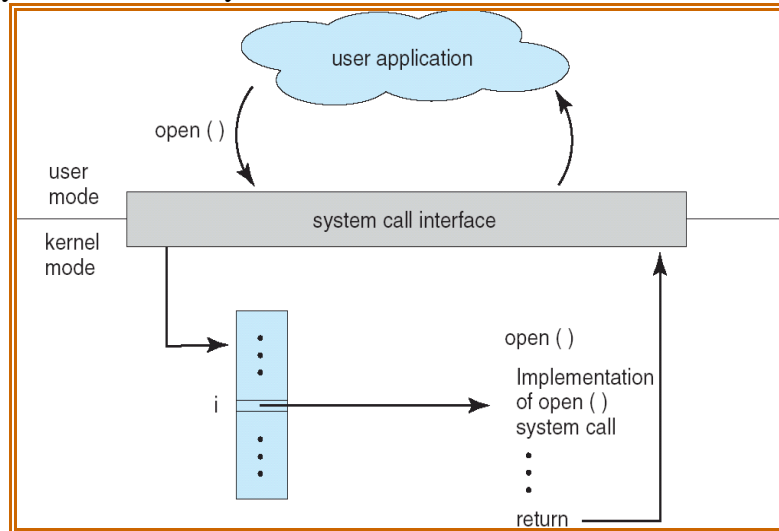 user application
open ( )
user
mode
system call interface
kernel
mode
open ( )
Implementation
of open ( )
system call
i
return